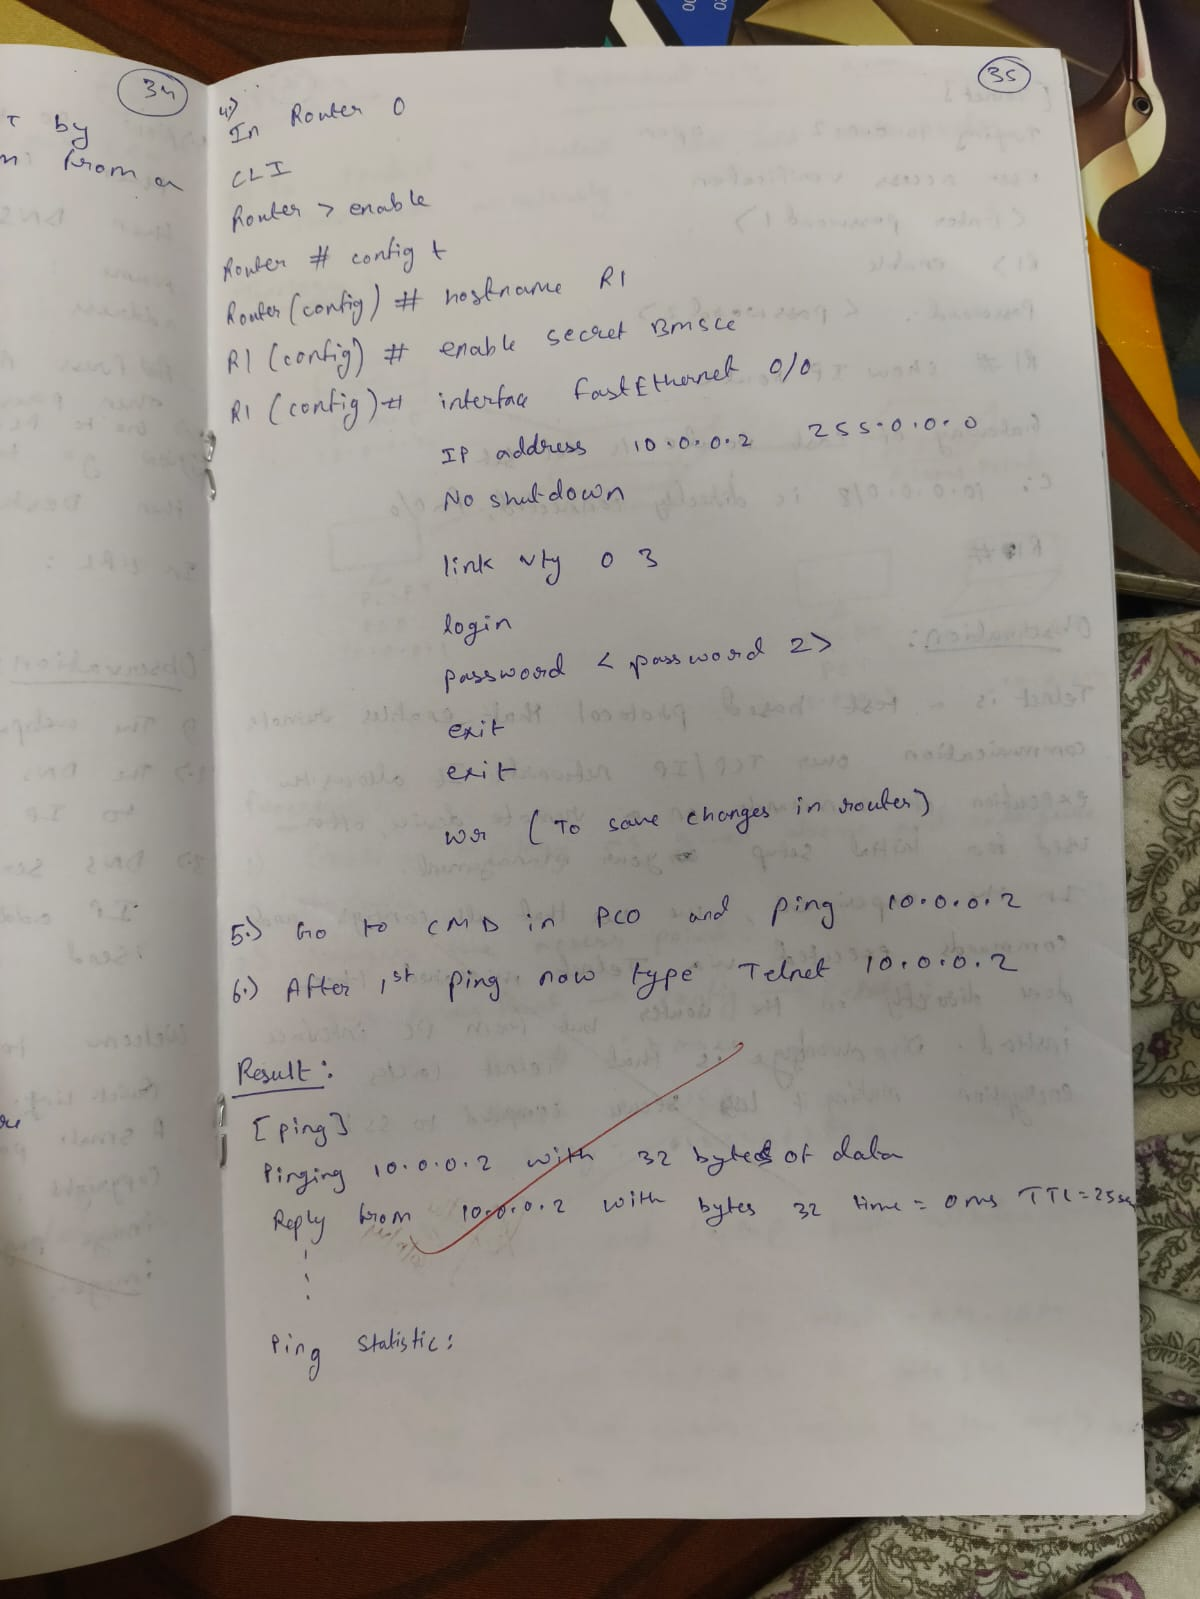 34
T by
from a
35
4.)
In Router 0
CLI
Router > enable
Router # config t
Router (config) # hostname R1
R1 (config) # enable secret Bmsce
R1 (config) # interface fastEthernet 0/0
IP address 10.0.0.2 255.0.0.0
No shutdown
link vty 0 3
login
password < password 2>
exit
exit
wr (To save changes in router)
5.) Go to CMD in PC0 and ping 10.0.0.2
6.) After 1st ping now type Telnet 10.0.0.2
Result:
[ping]
Pinging 10.0.0.2 with 32 bytes of data
Reply from 10.0.0.2 with bytes 32 time = 0ms TTL=255
Ping Statistic: